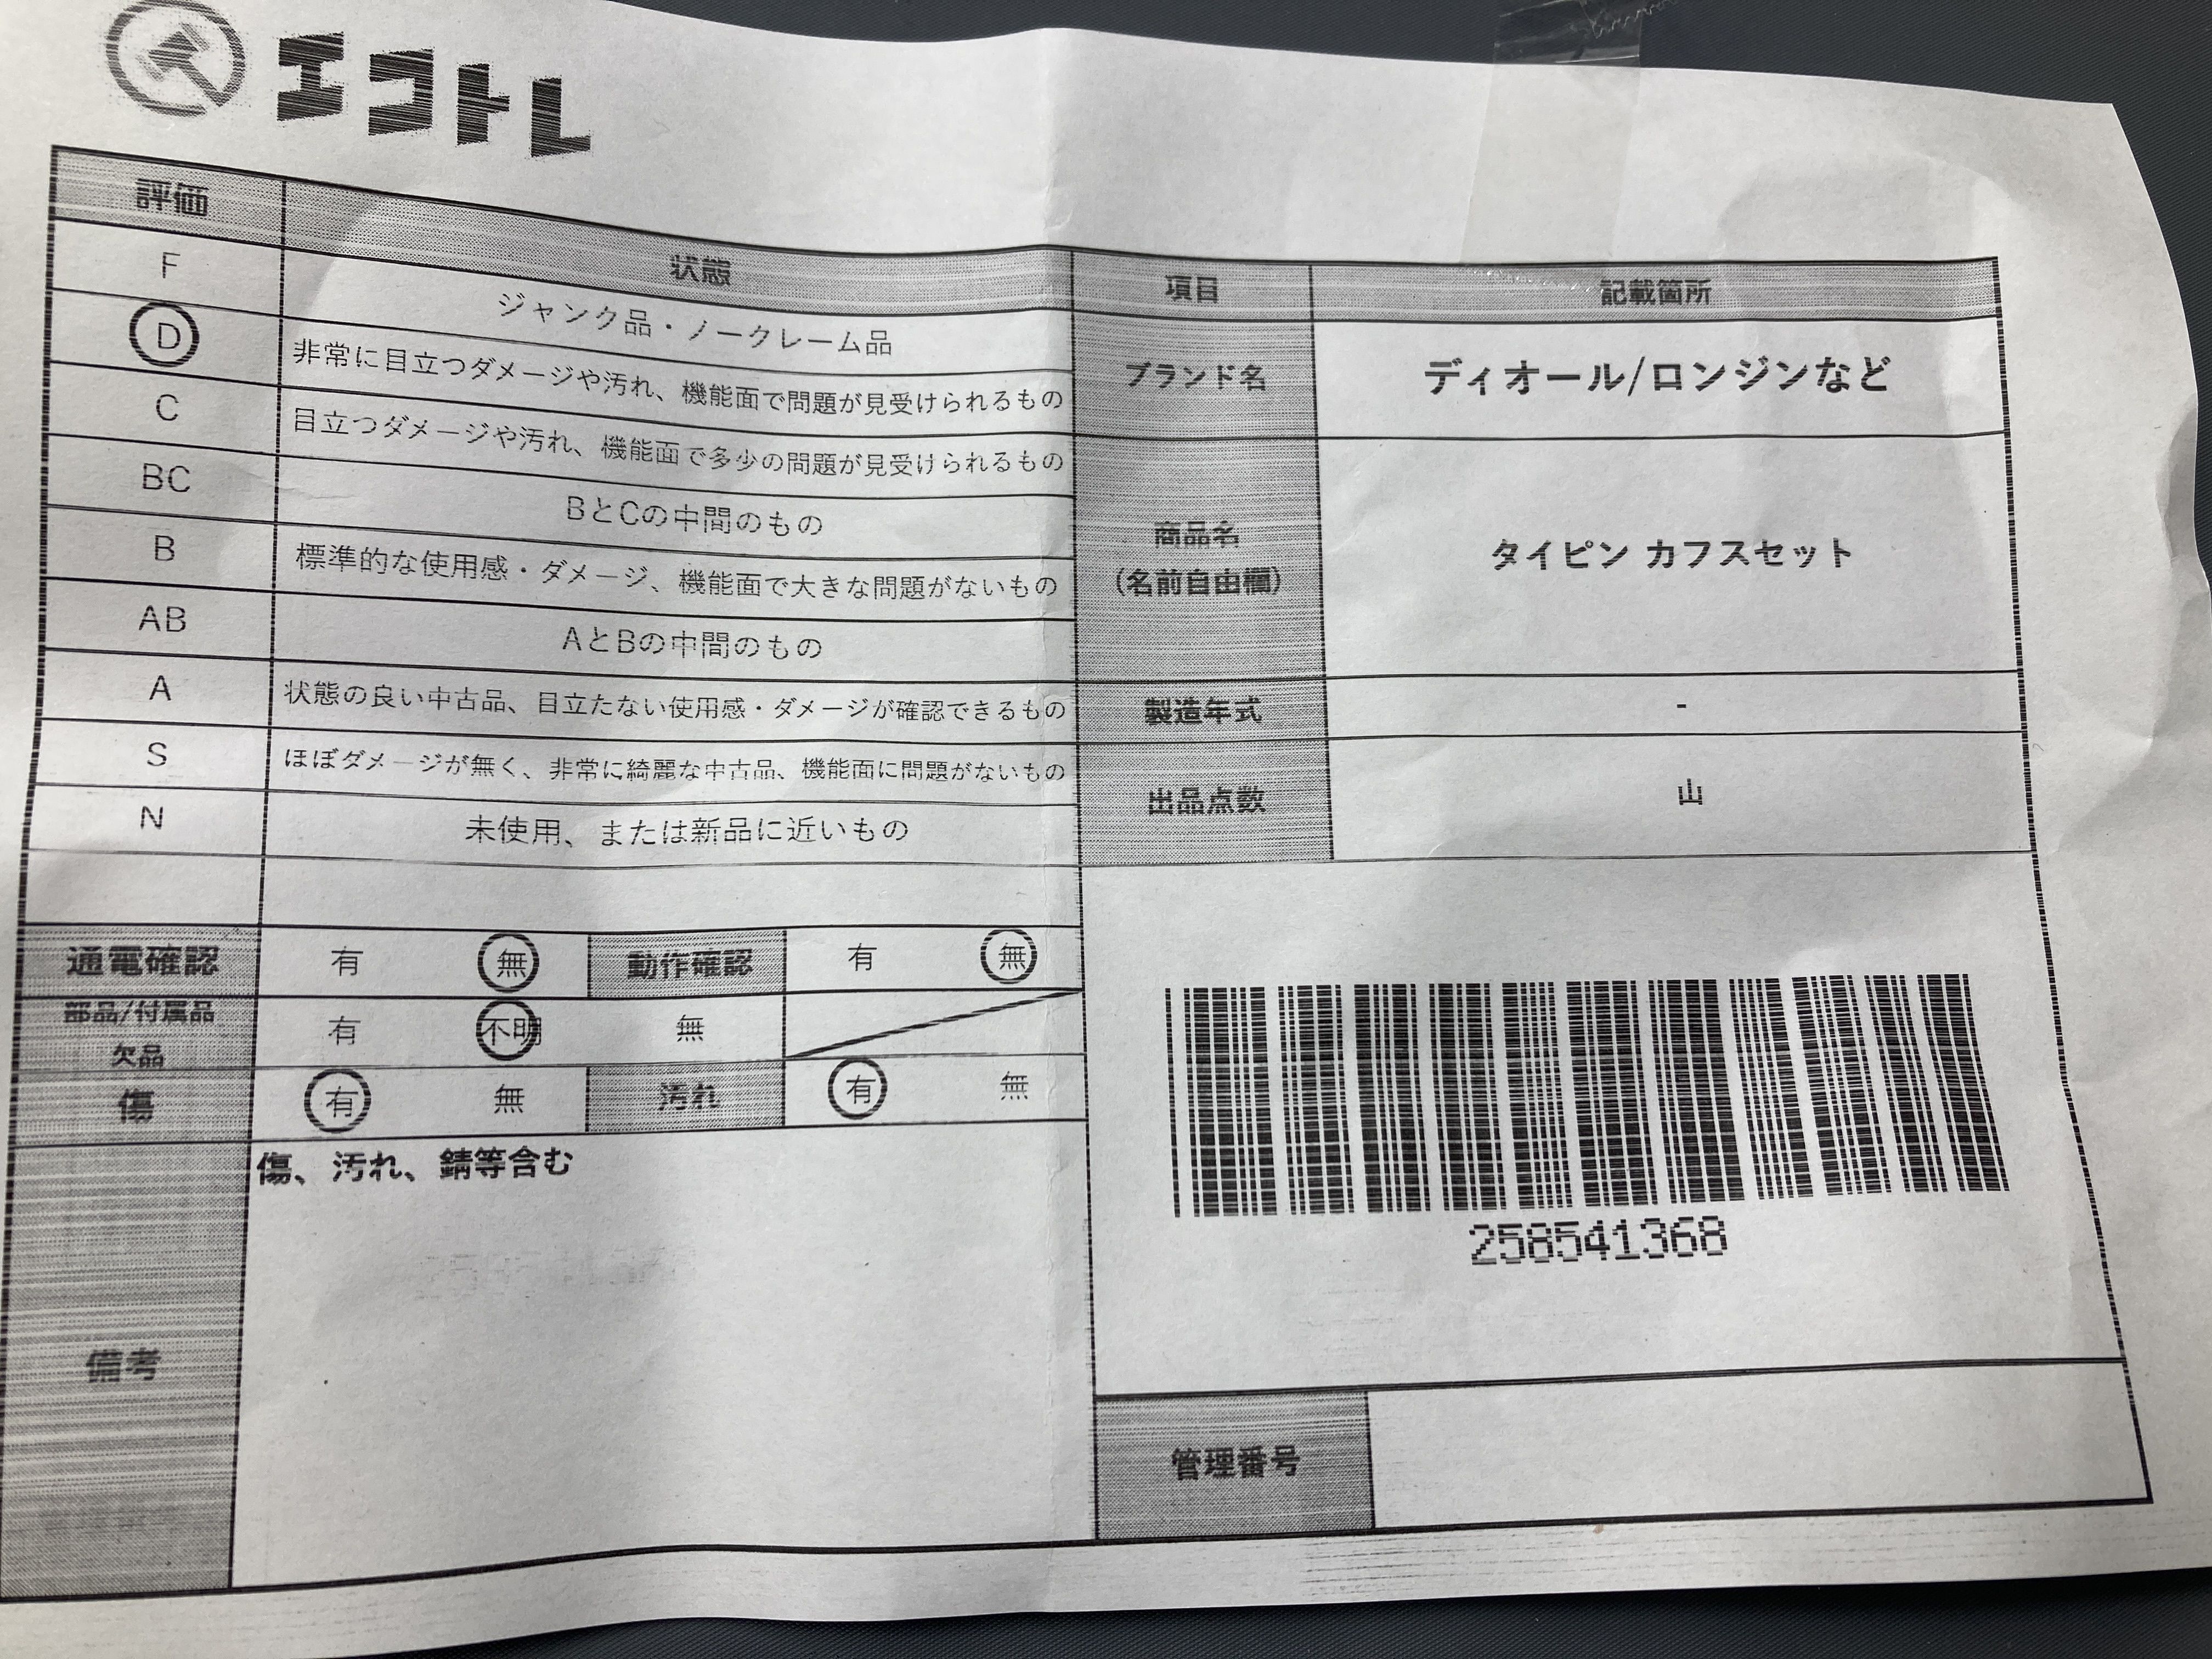 エコトレ
評価 状態
F ジャンク品・ノークレーム品
D 非常に目立つダメージや汚れ、機能面で問題が見受けられるもの
C 目立つダメージや汚れ、機能面で多少の問題が見受けられるもの
BC BとCの中間のもの
B 標準的な使用感・ダメージ、機能面で大きな問題がないもの
AB AとBの中間のもの
A 状態の良い中古品、目立たない使用感・ダメージが確認できるもの
S ほぼダメージが無く、非常に綺麗な中古品、機能面に問題がないもの
N 未使用、または新品に近いもの
通電確認 有 無 動作確認 有 無
部品/付属品
欠品 有 不明 無
傷 有 無 汚れ 有 無
備考 傷、汚れ、錆等含む
項目 記載箇所
ブランド名 ディオール/ロンジンなど
商品名
(名前自由欄) タイピン カフスセット
製造年式 -
出品点数 山
258541368
管理番号